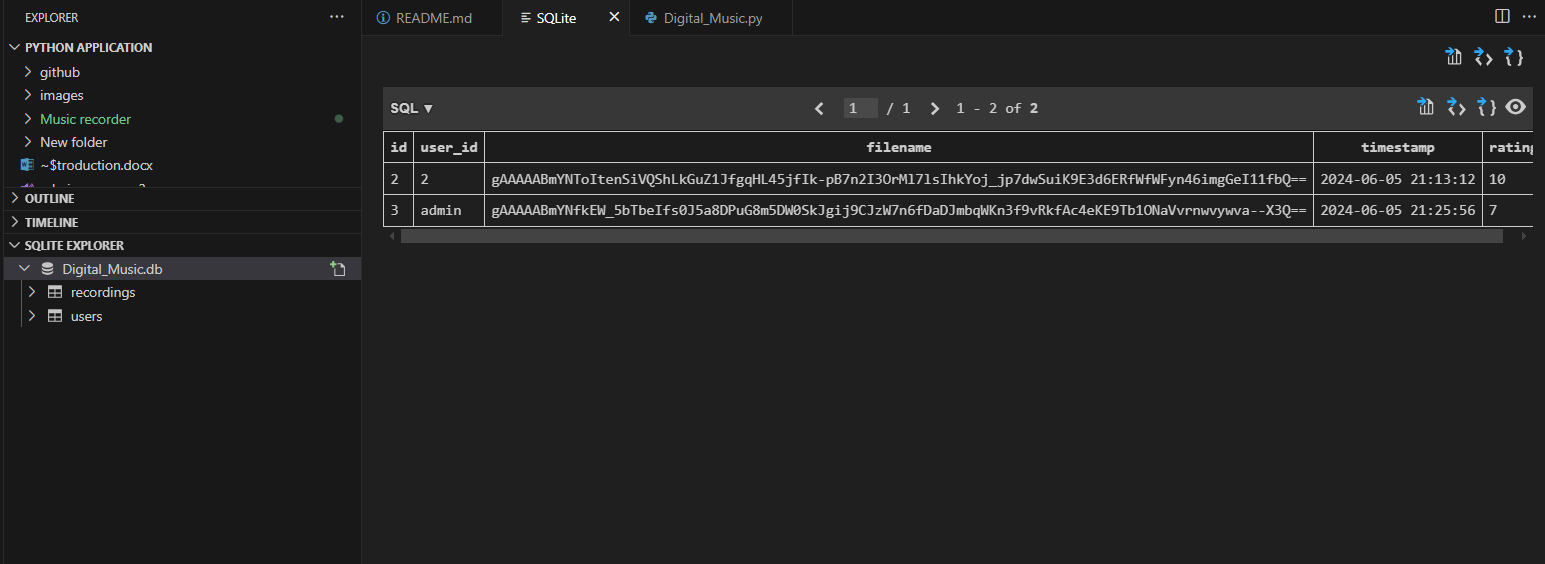 EXPLORER
README.md
SQLite
Digital_Music.py
PYTHON APPLICATION
github
images
Music recorder
New folder
~$troduction.docx
OUTLINE
TIMELINE
SQLITE EXPLORER
Digital_Music.db
recordings
users
SQL ▼
1 / 1 1 - 2 of 2
id user_id filename timestamp rating
2 2 gAAAAABmYNToItenSiVQShLkGuZ1JfgqHL45jfIk-pB7n2I3OrMl7lsIhkYoj_jp7dwSuiK9E3d6ERfWfWFyn46imgGeI11fbQ== 2024-06-05 21:13:12 10
3 admin gAAAAABmYNfkEW_5bTbeIfs0J5a8DPuG8m5DW0SkJgij9CJzW7n6fDaDJmbqWKn3f9vRkfAc4eKE9Tb1ONaVvrnwvywva--X3Q== 2024-06-05 21:25:56 7